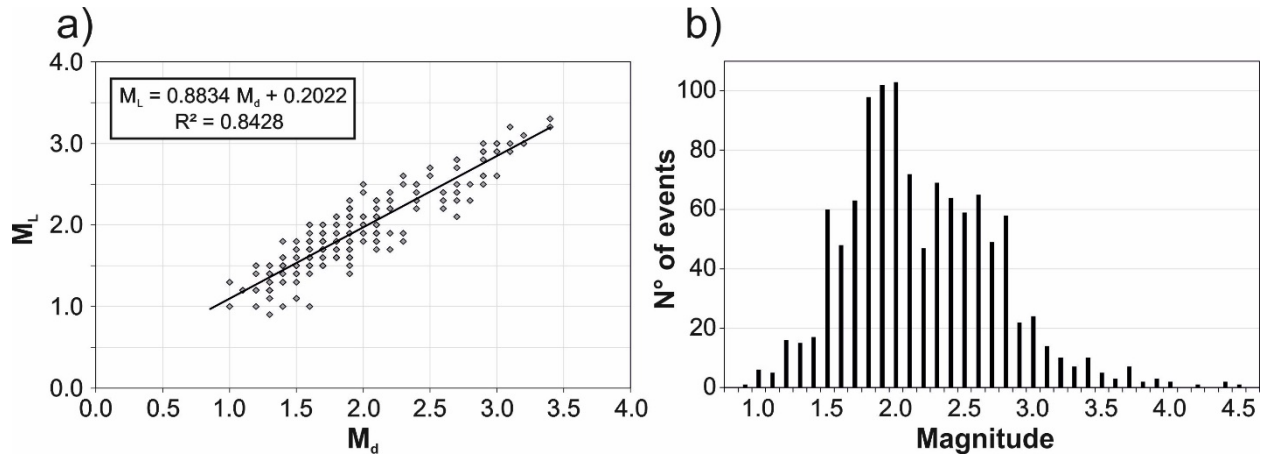 a)
M_L = 0.8834 M_d + 0.2022
R² = 0.8428
M_L
4.0
3.0
2.0
1.0
0.0
0.0 0.5 1.0 1.5 2.0 2.5 3.0 3.5 4.0
M_d
b)
N° of events
100
80
60
40
20
0
1.0 1.5 2.0 2.5 3.0 3.5 4.0 4.5
Magnitude